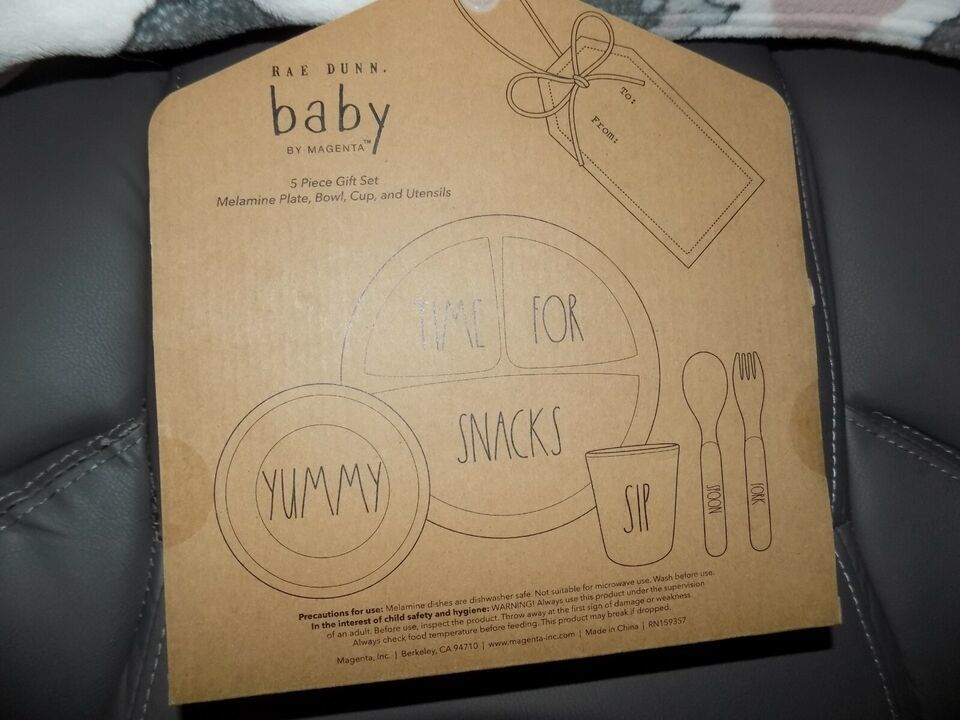 RAE DUNN.
baby
BY MAGENTA™
5 Piece Gift Set
Melamine Plate, Bowl, Cup, and Utensils
To:
From:
TIME FOR
SNACKS
YUMMY
SIP
SPOON
FORK
Precautions for use: Melamine dishes are dishwasher safe. Not suitable for microwave use. Wash before use.
In the interest of child safety and hygiene: WARNING! Always use this product under the supervision
of an adult. Before use, inspect the product. Throw away at the first sign of damage or weakness.
Always check food temperature before feeding. This product may break if dropped.
Magenta, Inc. | Berkeley, CA 94710 | www.magenta-inc.com | Made in China | RN159357